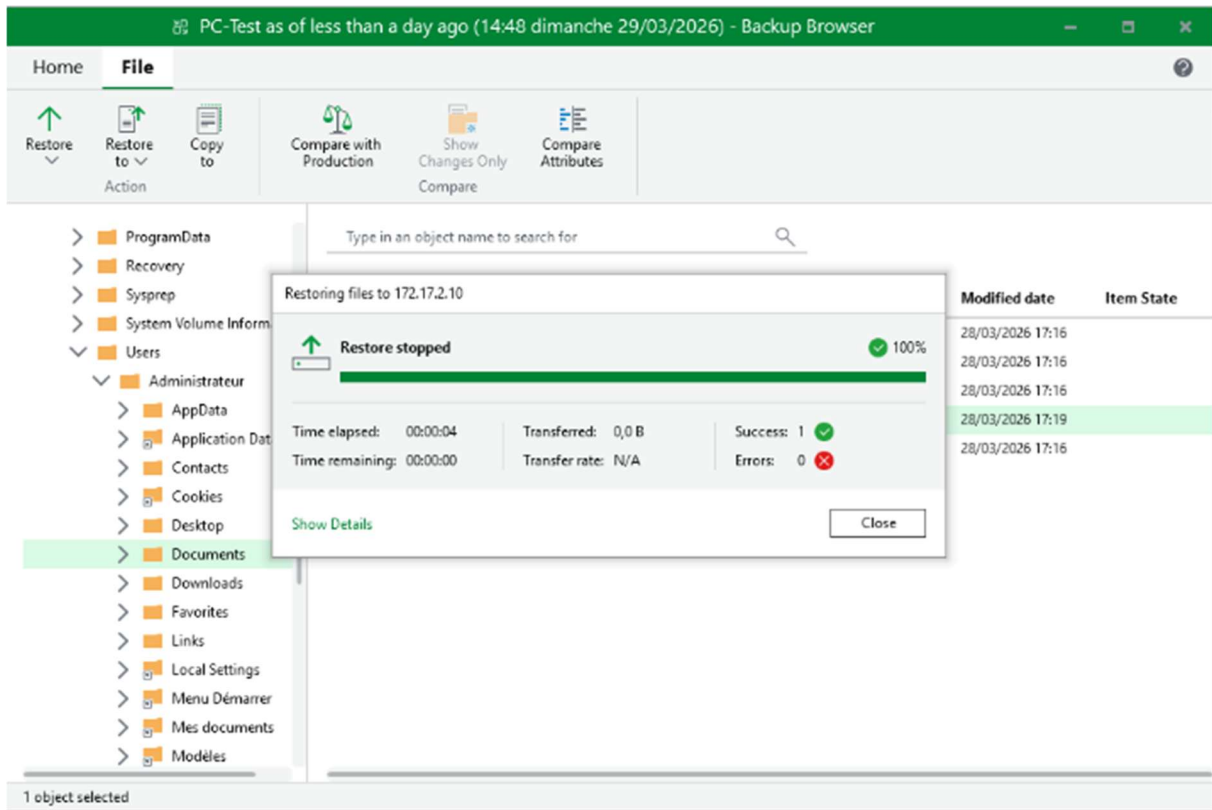 PC-Test as of less than a day ago (14:48 dimanche 29/03/2026) - Backup Browser
Home File
Restore
Restore to
Copy to
Action
Compare with Production
Show Changes Only
Compare Attributes
Compare
ProgramData
Recovery
Sysprep
System Volume Inform
Users
Administrateur
AppData
Application Dat
Contacts
Cookies
Desktop
Documents
Downloads
Favorites
Links
Local Settings
Menu Démarrer
Mes documents
Modèles
Type in an object name to search for
Modified date Item State
28/03/2026 17:16
28/03/2026 17:16
28/03/2026 17:16
28/03/2026 17:19
28/03/2026 17:16
Restoring files to 172.17.2.10
Restore stopped 100%
Time elapsed: 00:00:04 Transferred: 0,0 B Success: 1
Time remaining: 00:00:00 Transfer rate: N/A Errors: 0
Show Details Close
1 object selected